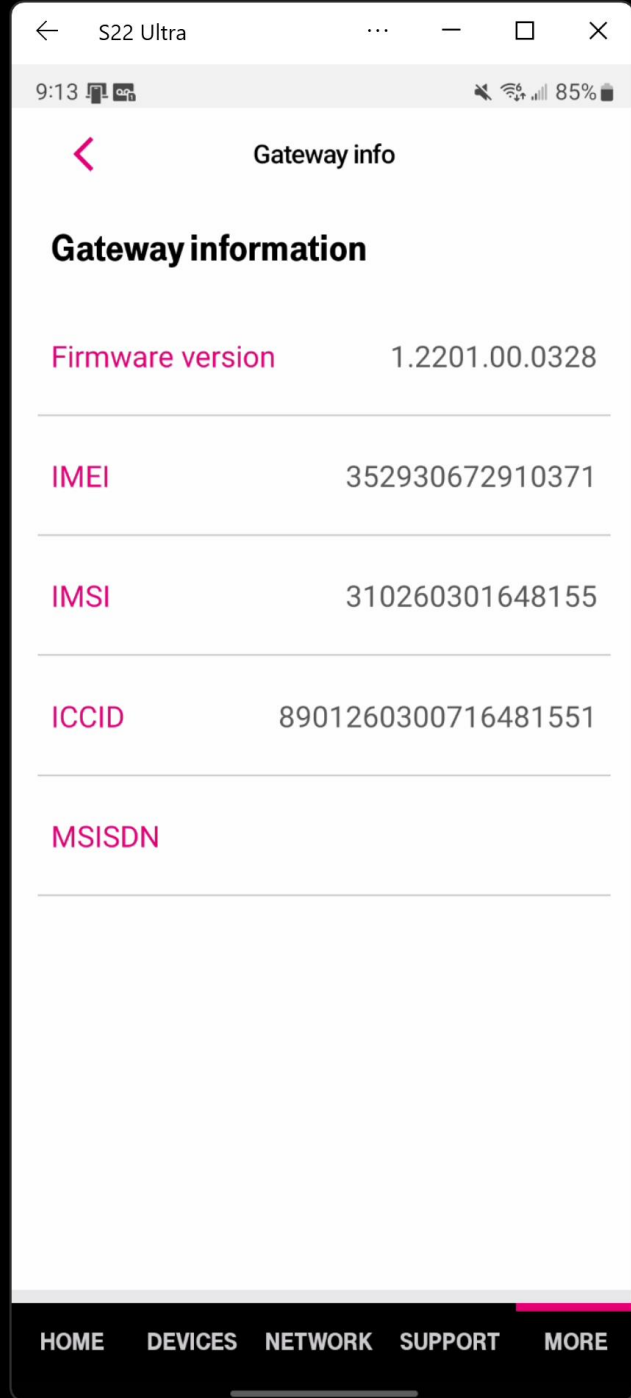 S22 Ultra
9:13 85%
Gateway info
Gateway information
Firmware version 1.2201.00.0328
IMEI 352930672910371
IMSI 310260301648155
ICCID 8901260300716481551
MSISDN
HOME DEVICES NETWORK SUPPORT MORE